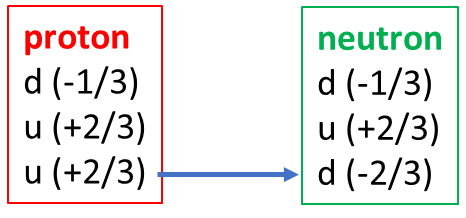 proton
d (-1/3)
u (+2/3)
u (+2/3)
neutron
d (-1/3)
u (+2/3)
d (-2/3)